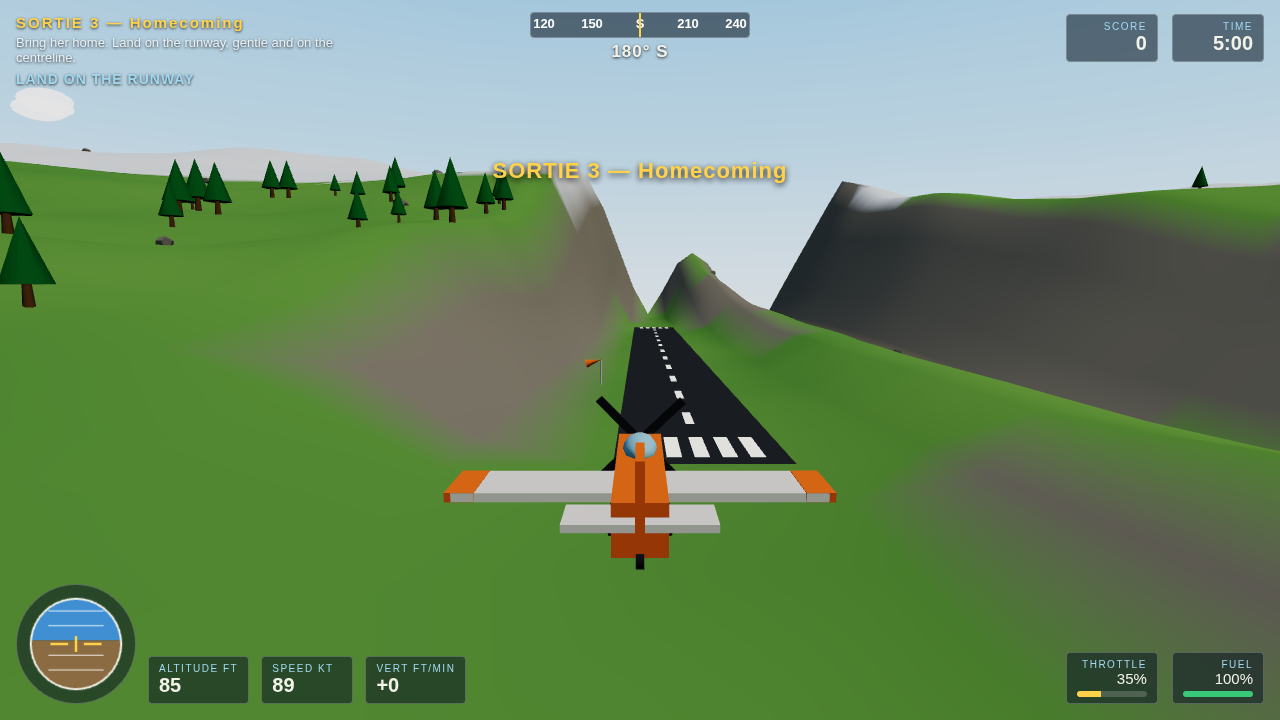 SORTIE 3 — Homecoming
Bring her home. Land on the runway, gentle and on the
centreline.
LAND ON THE RUNWAY
120 150 S 210 240
180° S
SCORE
0
TIME
5:00
SORTIE 3 — Homecoming
ALTITUDE FT
85
SPEED KT
89
VERT FT/MIN
+0
THROTTLE
35%
FUEL
100%